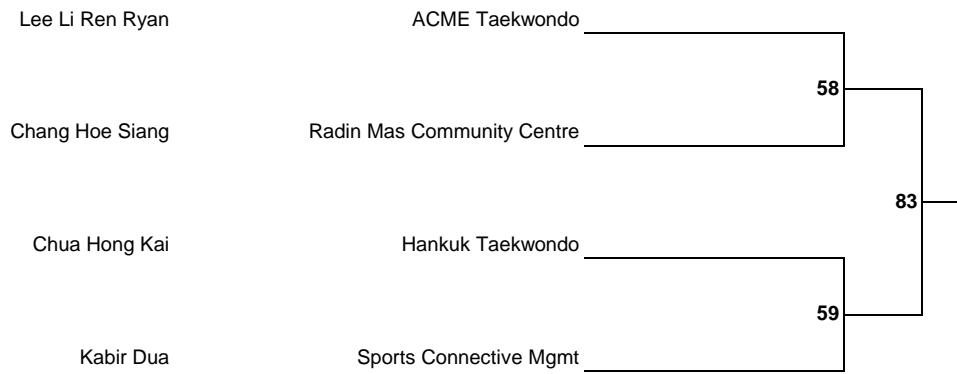 Lee Li Ren Ryan ACME Taekwondo
58
Chang Hoe Siang Radin Mas Community Centre
83
Chua Hong Kai Hankuk Taekwondo
59
Kabir Dua Sports Connective Mgmt